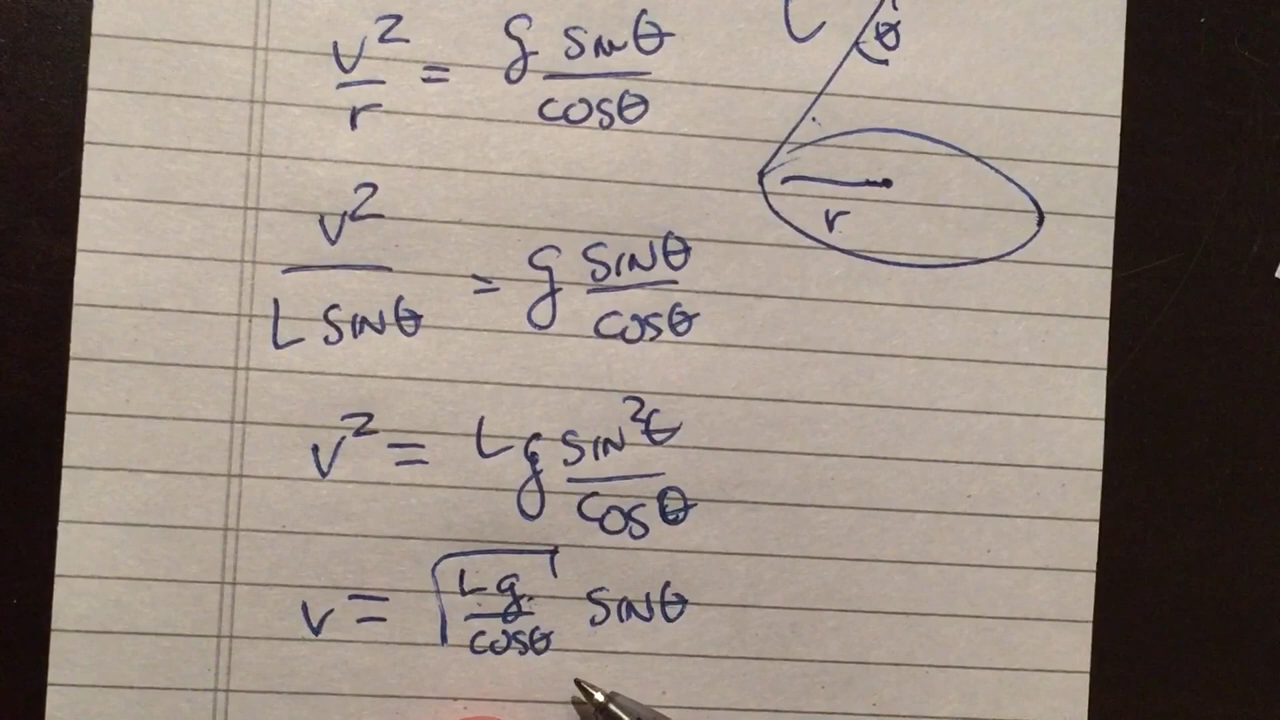 v²/r = g sinθ/cosθ
L θ
r
v²/L sinθ = g sinθ/cosθ
v² = Lg sin²θ/cosθ
v = √(Lg/cosθ) sinθ